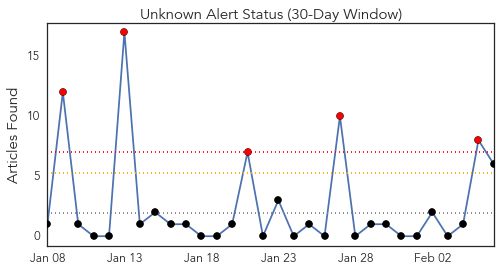 Unknown Alert Status (30-Day Window)
Articles Found
15
10
5
0
Jan 08 Jan 13 Jan 18 Jan 23 Jan 28 Feb 02